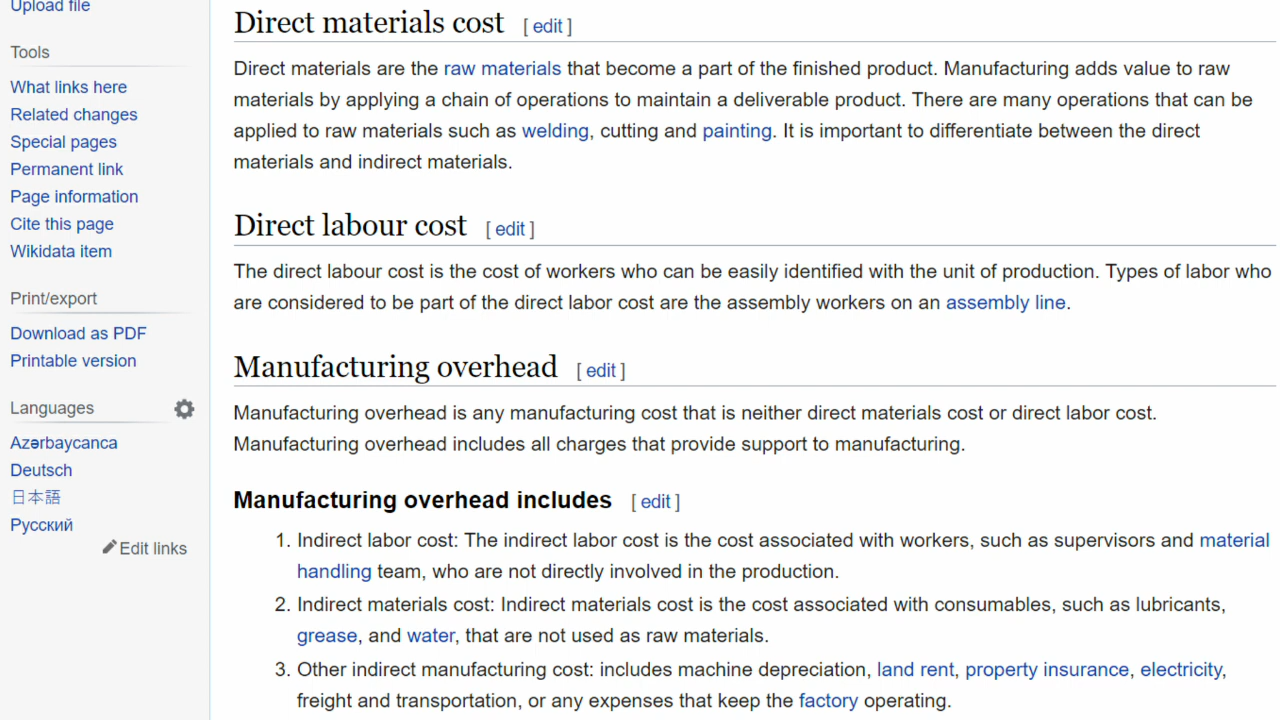 Upload file
Tools
What links here
Related changes
Special pages
Permanent link
Page information
Cite this page
Wikidata item
Print/export
Download as PDF
Printable version
Languages
Azərbaycanca
Deutsch
日本語
Русский
Edit links
Direct materials cost [ edit ]
Direct materials are the raw materials that become a part of the finished product. Manufacturing adds value to raw
materials by applying a chain of operations to maintain a deliverable product. There are many operations that can be
applied to raw materials such as welding, cutting and painting. It is important to differentiate between the direct
materials and indirect materials.
Direct labour cost [ edit ]
The direct labour cost is the cost of workers who can be easily identified with the unit of production. Types of labor who
are considered to be part of the direct labor cost are the assembly workers on an assembly line.
Manufacturing overhead [ edit ]
Manufacturing overhead is any manufacturing cost that is neither direct materials cost or direct labor cost.
Manufacturing overhead includes all charges that provide support to manufacturing.
Manufacturing overhead includes [ edit ]
1. Indirect labor cost: The indirect labor cost is the cost associated with workers, such as supervisors and material
handling team, who are not directly involved in the production.
2. Indirect materials cost: Indirect materials cost is the cost associated with consumables, such as lubricants,
grease, and water, that are not used as raw materials.
3. Other indirect manufacturing cost: includes machine depreciation, land rent, property insurance, electricity,
freight and transportation, or any expenses that keep the factory operating.